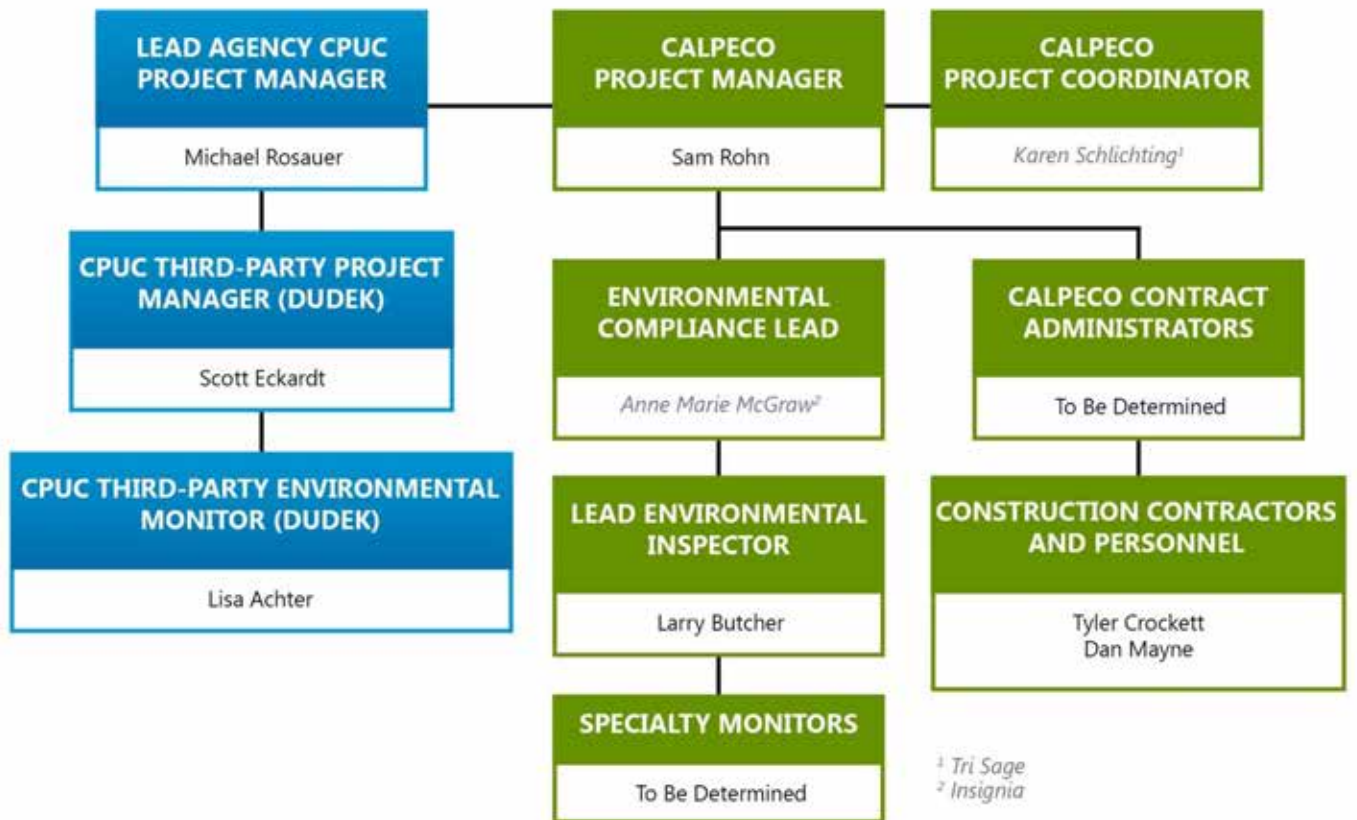 LEAD AGENCY CPUC
PROJECT MANAGER
Michael Rosauer
CALPECO
PROJECT MANAGER
Sam Rohn
CALPECO
PROJECT COORDINATOR
Karen Schlichting¹
CPUC THIRD-PARTY PROJECT
MANAGER (DUDEK)
Scott Eckardt
ENVIRONMENTAL
COMPLIANCE LEAD
Anne Marie McGraw²
CALPECO CONTRACT
ADMINISTRATORS
To Be Determined
CPUC THIRD-PARTY ENVIRONMENTAL
MONITOR (DUDEK)
Lisa Achter
LEAD ENVIRONMENTAL
INSPECTOR
Larry Butcher
CONSTRUCTION CONTRACTORS
AND PERSONNEL
Tyler Crockett
Dan Mayne
SPECIALTY MONITORS
To Be Determined
¹ Tri Sage
² Insignia